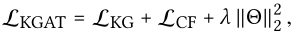 ℒ_KGAT = ℒ_KG + ℒ_CF + λ ‖Θ‖₂² ,